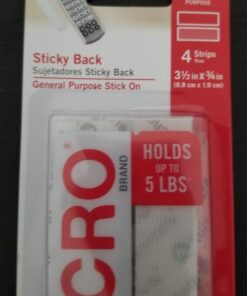 PURPOSE
Sticky Back
Sujetadores Sticky Back
General Purpose Stick On
4 Strips
3½ in x ¾ in
(8.8 cm x 1.9 cm)
HOLDS
UP TO
5 LBS
CRO®
BRAND